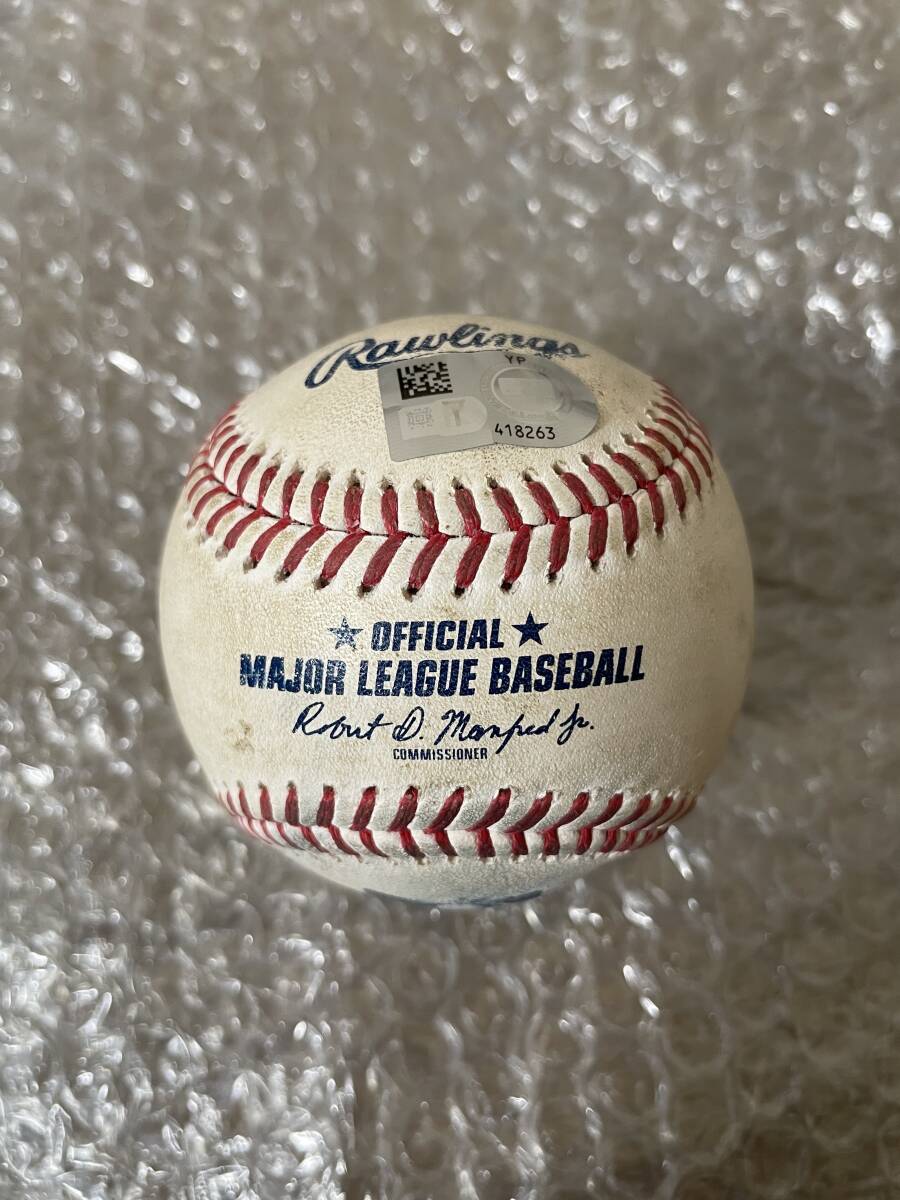 Rawlings
YP
418263
★ OFFICIAL ★
MAJOR LEAGUE BASEBALL
Robert D. Manfred Jr.
COMMISSIONER